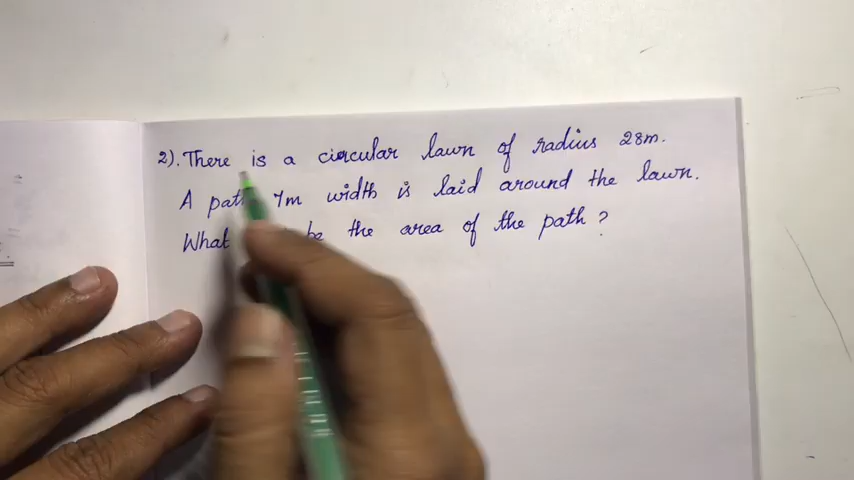 2). There is a circular lawn of radius 28m.
A path 7m width is laid around the lawn.
What be the area of the path?